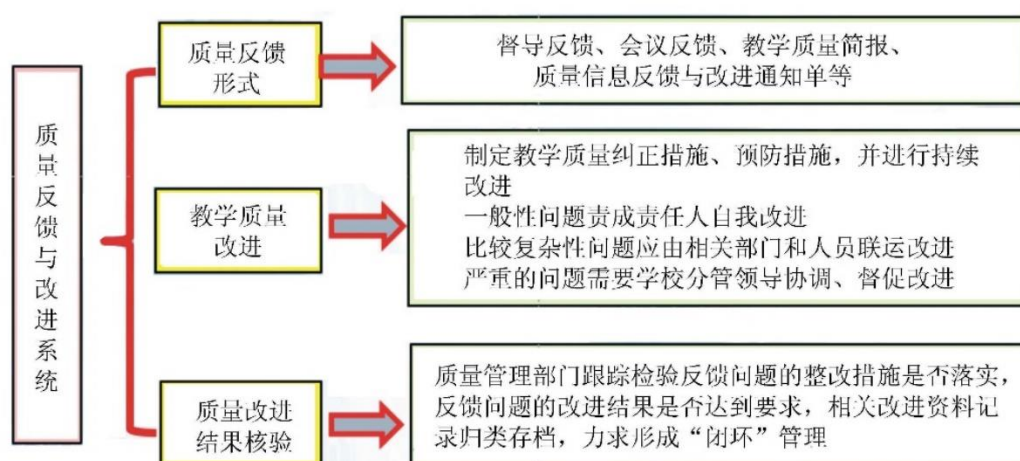 质量反馈与改进系统
质量反馈
形式
督导反馈、会议反馈、教学质量简报、
质量信息反馈与改进通知单等
教学质量
改进
制定教学质量纠正措施、预防措施，并进行持续
改进
一般性问题责成责任人自我改进
比较复杂性问题应由相关部门和人员联运改进
严重的问题需要学校分管领导协调、督促改进
质量改进
结果核验
质量管理部门跟踪检验反馈问题的整改措施是否落实，
反馈问题的改进结果是否达到要求，相关改进资料记
录归类存档，力求形成“闭环”管理